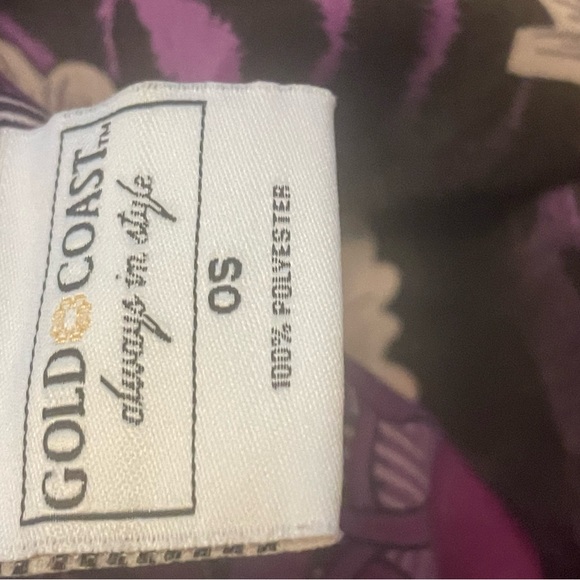 GOLD COAST™
always in style
OS
100% POLYESTER